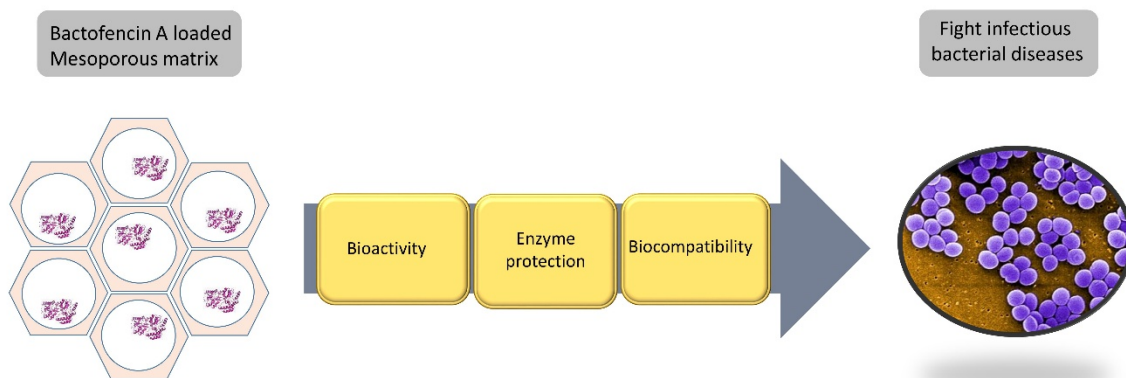 Bactofencin A loaded
Mesoporous matrix
Fight infectious
bacterial diseases
Bioactivity
Enzyme
protection
Biocompatibility